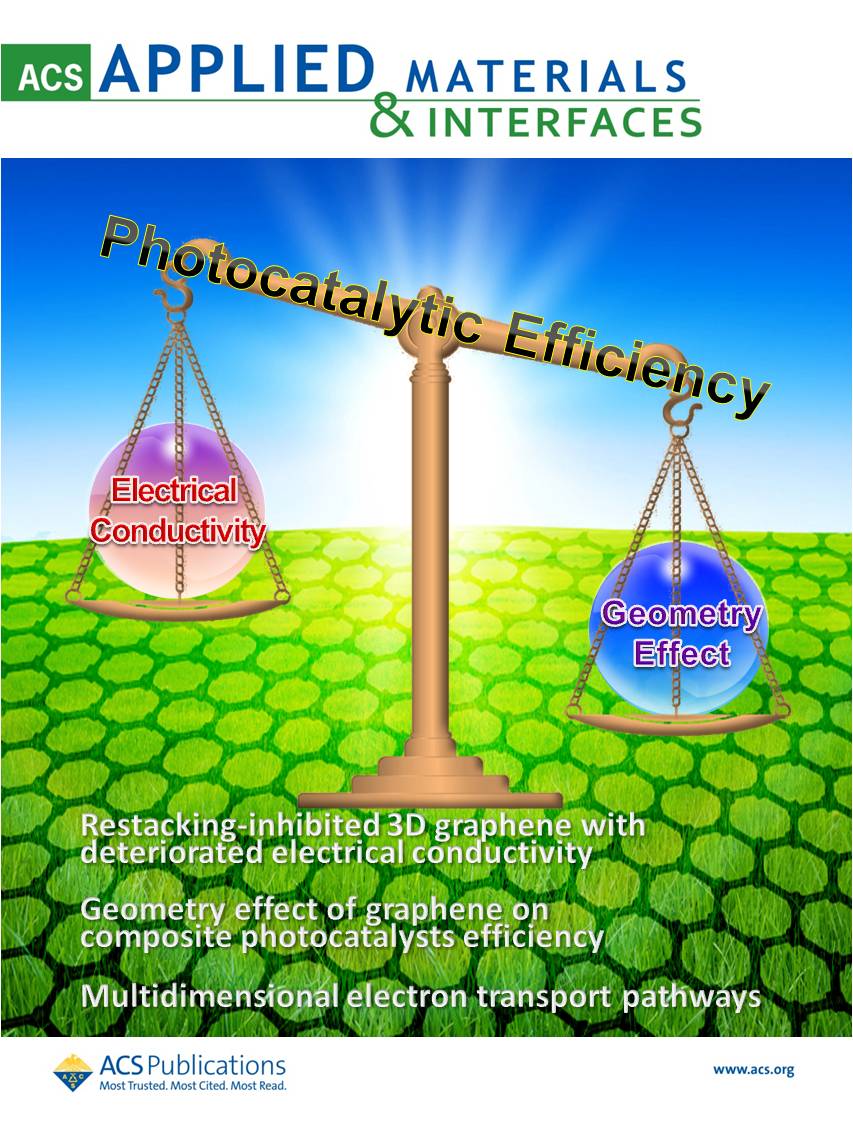 ACS APPLIED MATERIALS
& INTERFACES
Photocatalytic Efficiency
Electrical
Conductivity
Geometry
Effect
Restacking-inhibited 3D graphene with
deteriorated electrical conductivity
Geometry effect of graphene on
composite photocatalysts efficiency
Multidimensional electron transport pathways
A C S
ACS Publications
Most Trusted. Most Cited. Most Read.
www.acs.org